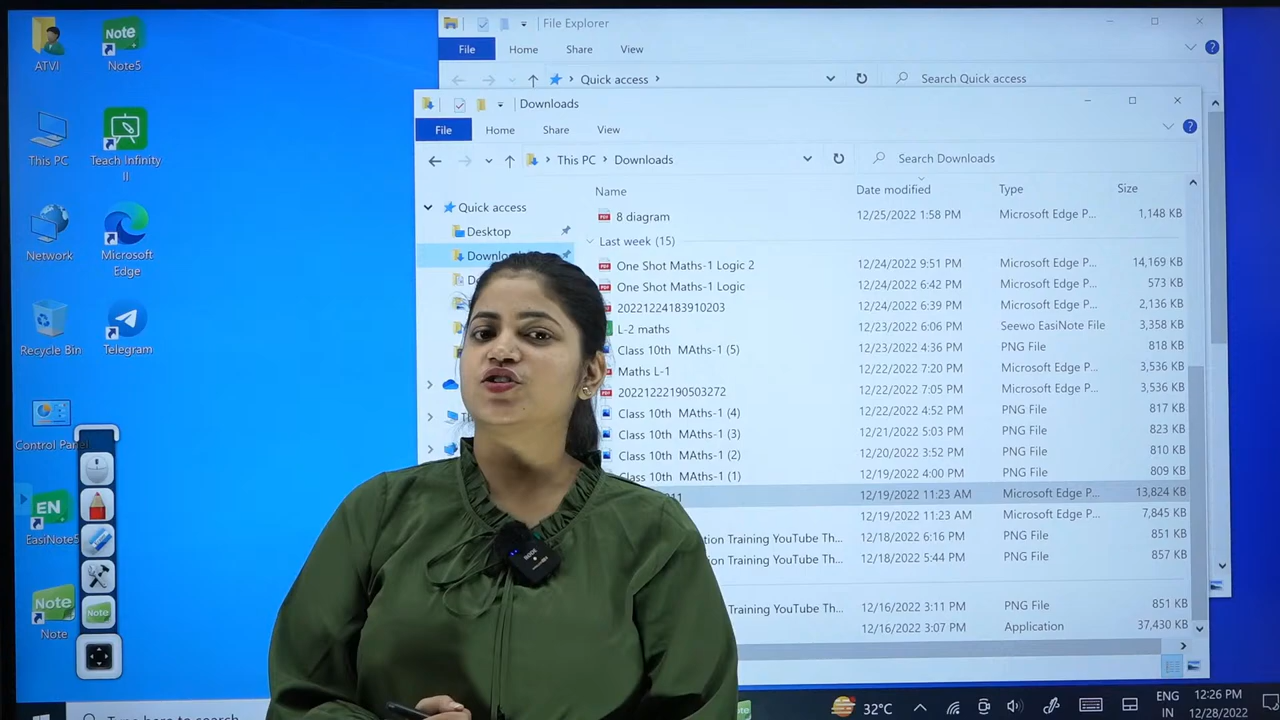 File Explorer
File Home Share View
Quick access
Search Quick access
Downloads
File Home Share View
This PC Downloads
Search Downloads
Name Date modified Type Size
8 diagram 12/25/2022 1:58 PM Microsoft Edge P... 1,148 KB
Last week (15)
One Shot Maths-1 Logic 2 12/24/2022 9:51 PM Microsoft Edge P... 14,169 KB
One Shot Maths-1 Logic 12/24/2022 6:42 PM Microsoft Edge P... 573 KB
20221224183910203 12/24/2022 6:39 PM Microsoft Edge P... 2,136 KB
L-2 maths 12/23/2022 6:06 PM Seewo EasiNote File 3,358 KB
Class 10th MAths-1 (5) 12/23/2022 4:36 PM PNG File 818 KB
Maths L-1 12/22/2022 7:20 PM Microsoft Edge P... 3,536 KB
20221222190503272 12/22/2022 7:05 PM Microsoft Edge P... 3,536 KB
Class 10th MAths-1 (4) 12/22/2022 4:52 PM PNG File 817 KB
Class 10th MAths-1 (3) 12/21/2022 5:03 PM PNG File 823 KB
Class 10th MAths-1 (2) 12/20/2022 3:52 PM PNG File 810 KB
Class 10th MAths-1 (1) 12/19/2022 4:00 PM PNG File 809 KB
12/19/2022 11:23 AM Microsoft Edge P... 13,824 KB
12/19/2022 11:23 AM Microsoft Edge P... 7,845 KB
Training YouTube Th... 12/18/2022 6:16 PM PNG File 851 KB
Training YouTube Th... 12/18/2022 5:44 PM PNG File 857 KB
Training YouTube Th... 12/16/2022 3:11 PM PNG File 851 KB
12/16/2022 3:07 PM Application 37,430 KB
Quick access
Desktop
ATVI
Note
Note5
This PC
Teach Infinity
II
Network
Microsoft
Edge
Recycle Bin
Telegram
Control Panel
EN
EasiNote5
Note
Note
Note
Type here to search
32°C
ENG
IN
12:26 PM
12/28/2022